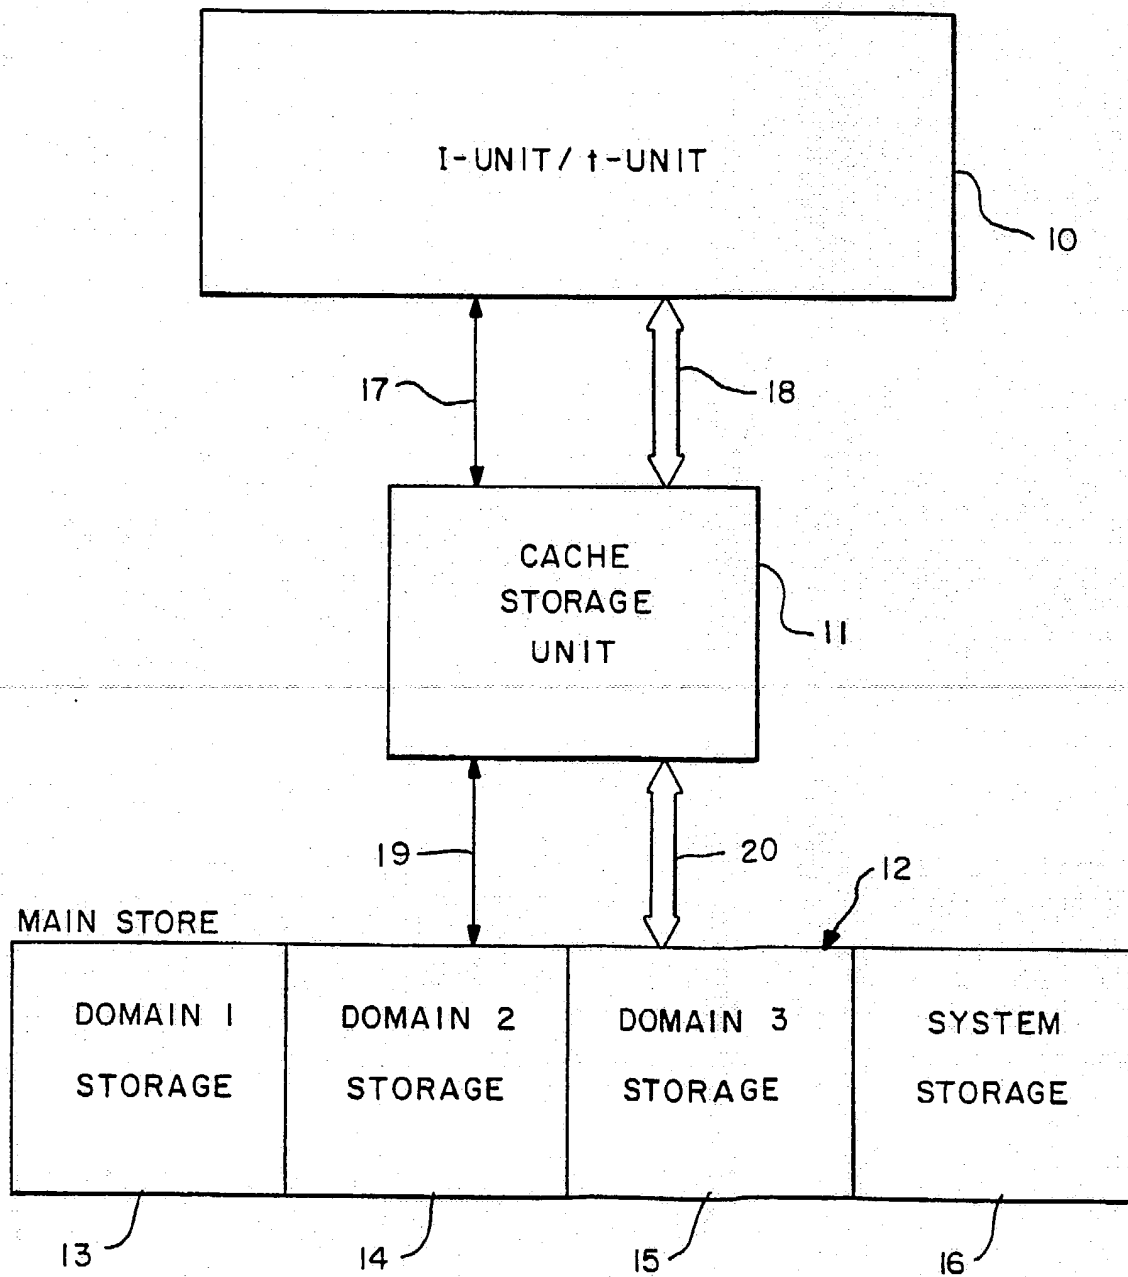 I-UNIT/ t-UNIT
10
17
18
CACHE
STORAGE
UNIT
11
19
20
12
MAIN STORE
DOMAIN 1
STORAGE
DOMAIN 2
STORAGE
DOMAIN 3
STORAGE
SYSTEM
STORAGE
13
14
15
16